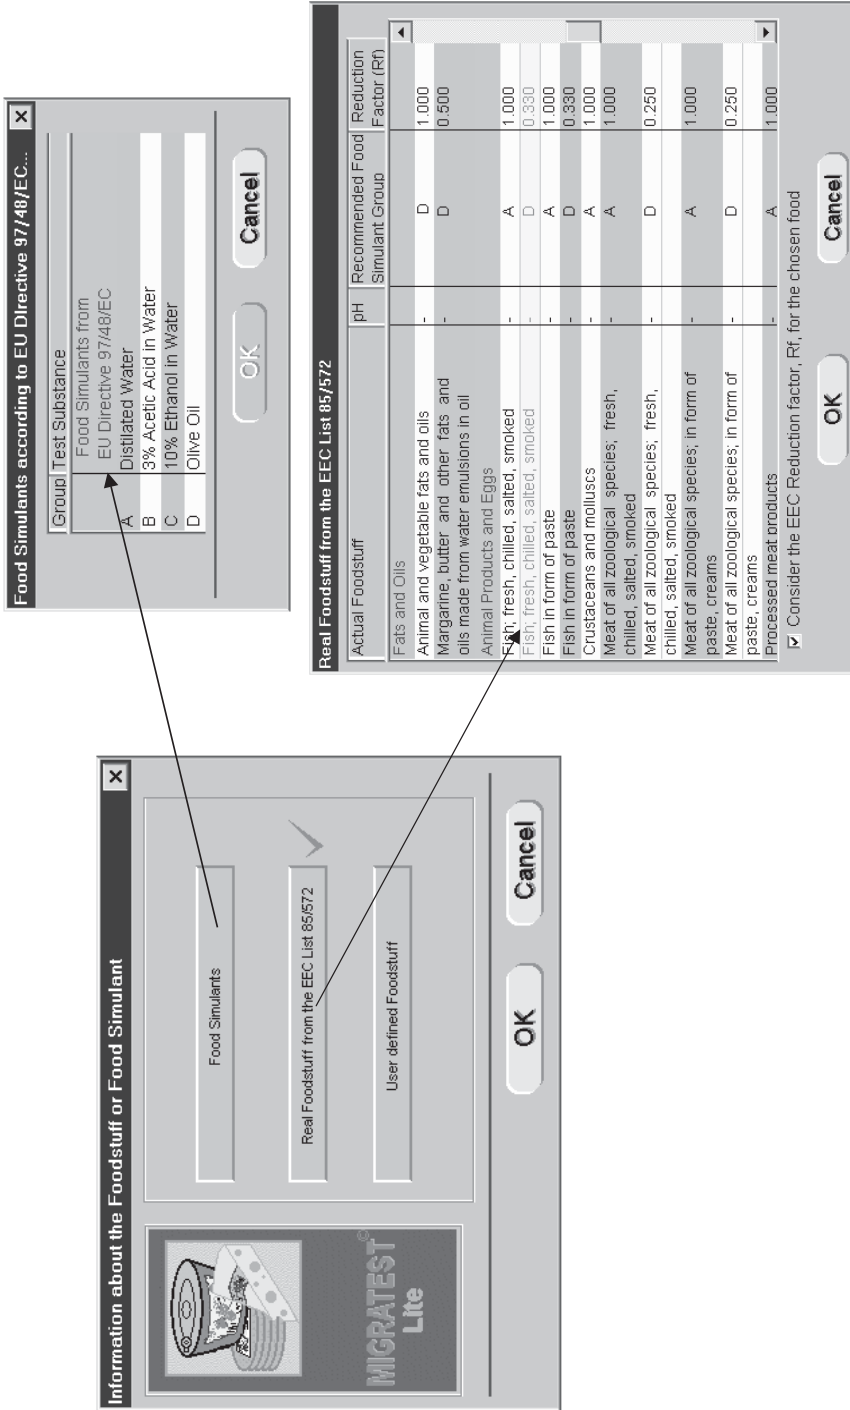 Information about the Foodstuff or Food Simulant
MIGRATEST©
Lite
Food Simulants
Real Foodstuff from the EEC List 85/572
User defined Foodstuff
OK Cancel
Food Simulants according to EU DIrective 97/48/EC...
Group Test Substance
Food Simulants from
EU Directive 97/48/EC
A Distilated Water
B 3% Acetic Acid in Water
C 10% Ethanol in Water
D Olive Oil
OK Cancel
Real Foodstuff from the EEC List 85/572
Actual Foodstuff pH Recommended Food Simulant Group Reduction Factor (Rf)
Fats and Oils
Animal and vegetable fats and oils - D 1.000
Margarine, butter and other fats and - D 0.500
oils made from water emulsions in oil
Animal Products and Eggs
Fish; fresh, chilled, salted, smoked - A 1.000
Fish; fresh, chilled, salted, smoked - D 0.330
Fish in form of paste - A 1.000
Fish in form of paste - D 0.330
Crustaceans and molluscs - A 1.000
Meat of all zoological species; fresh, - A 1.000
chilled, salted, smoked
Meat of all zoological species; fresh, - D 0.250
chilled, salted, smoked
Meat of all zoological species; in form of - A 1.000
paste, creams
Meat of all zoological species; in form of - D 0.250
paste, creams
Processed meat products - A 1.000
Consider the EEC Reduction factor, Rf, for the chosen food
OK Cancel